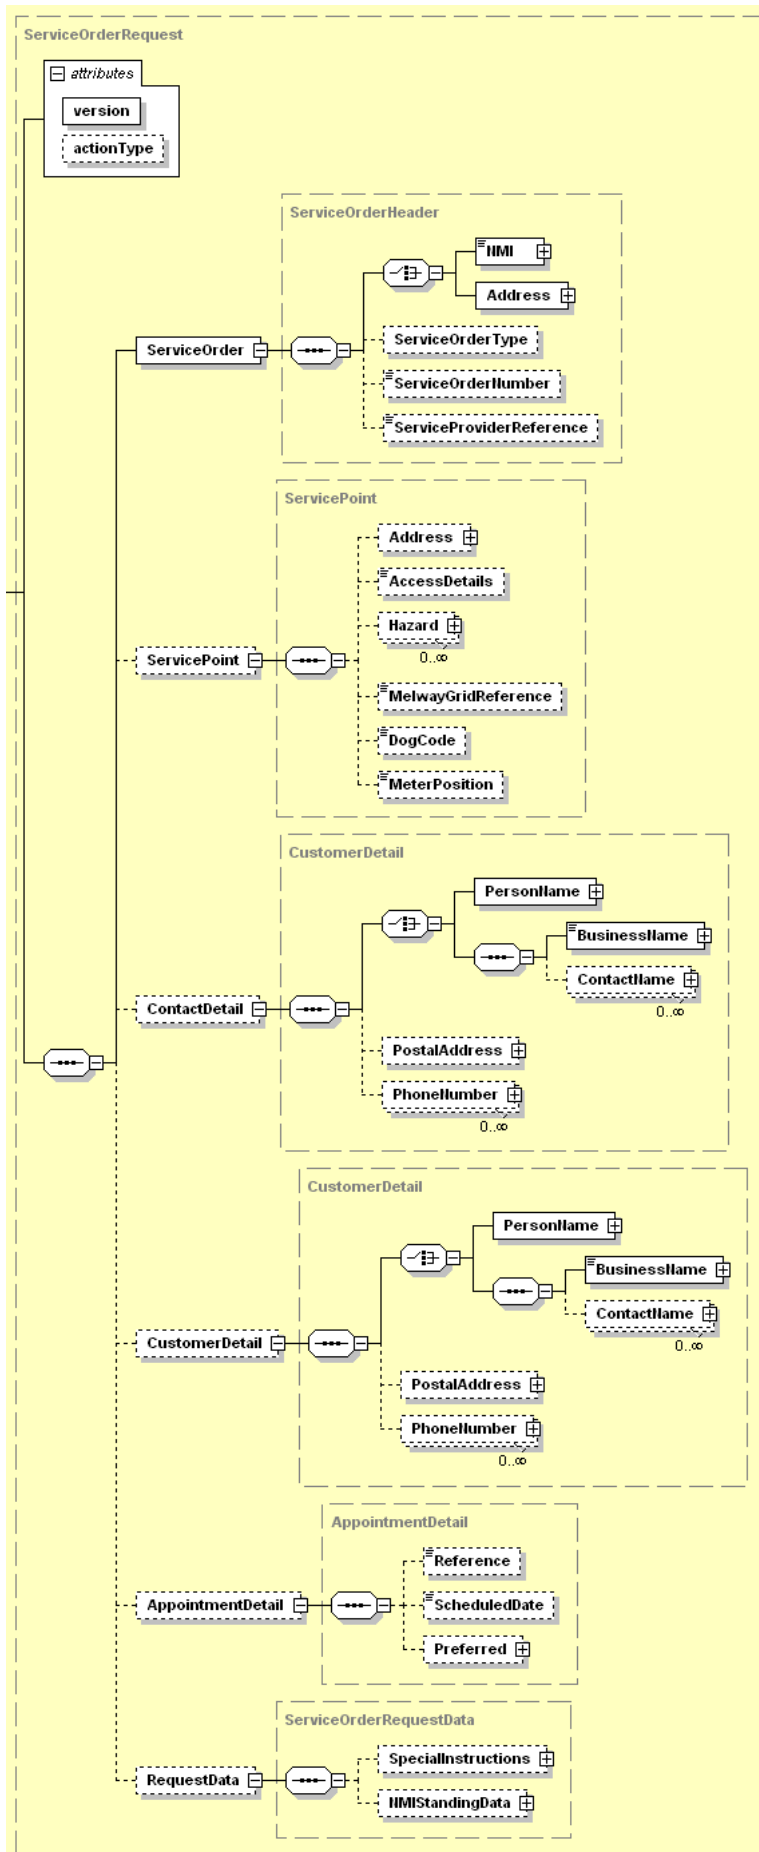 ServiceOrderRequest
attributes
version
actionType
ServiceOrderHeader
NMI
Address
ServiceOrder
ServiceOrderType
ServiceOrderNumber
ServiceProviderReference
ServicePoint
Address
AccessDetails
Hazard
0..∞
ServicePoint
MelwayGridReference
DogCode
MeterPosition
CustomerDetail
PersonName
BusinessName
ContactName
0..∞
ContactDetail
PostalAddress
PhoneNumber
0..∞
CustomerDetail
PersonName
BusinessName
ContactName
0..∞
CustomerDetail
PostalAddress
PhoneNumber
0..∞
AppointmentDetail
Reference
AppointmentDetail
ScheduledDate
Preferred
ServiceOrderRequestData
SpecialInstructions
RequestData
NMIStandingData